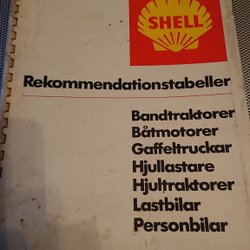 SHELL
Rekommendationstabeller
Bandtraktorer
Båtmotorer
Gaffeltruckar
Hjullastare
Hjultraktorer
Lastbilar
Personbilar